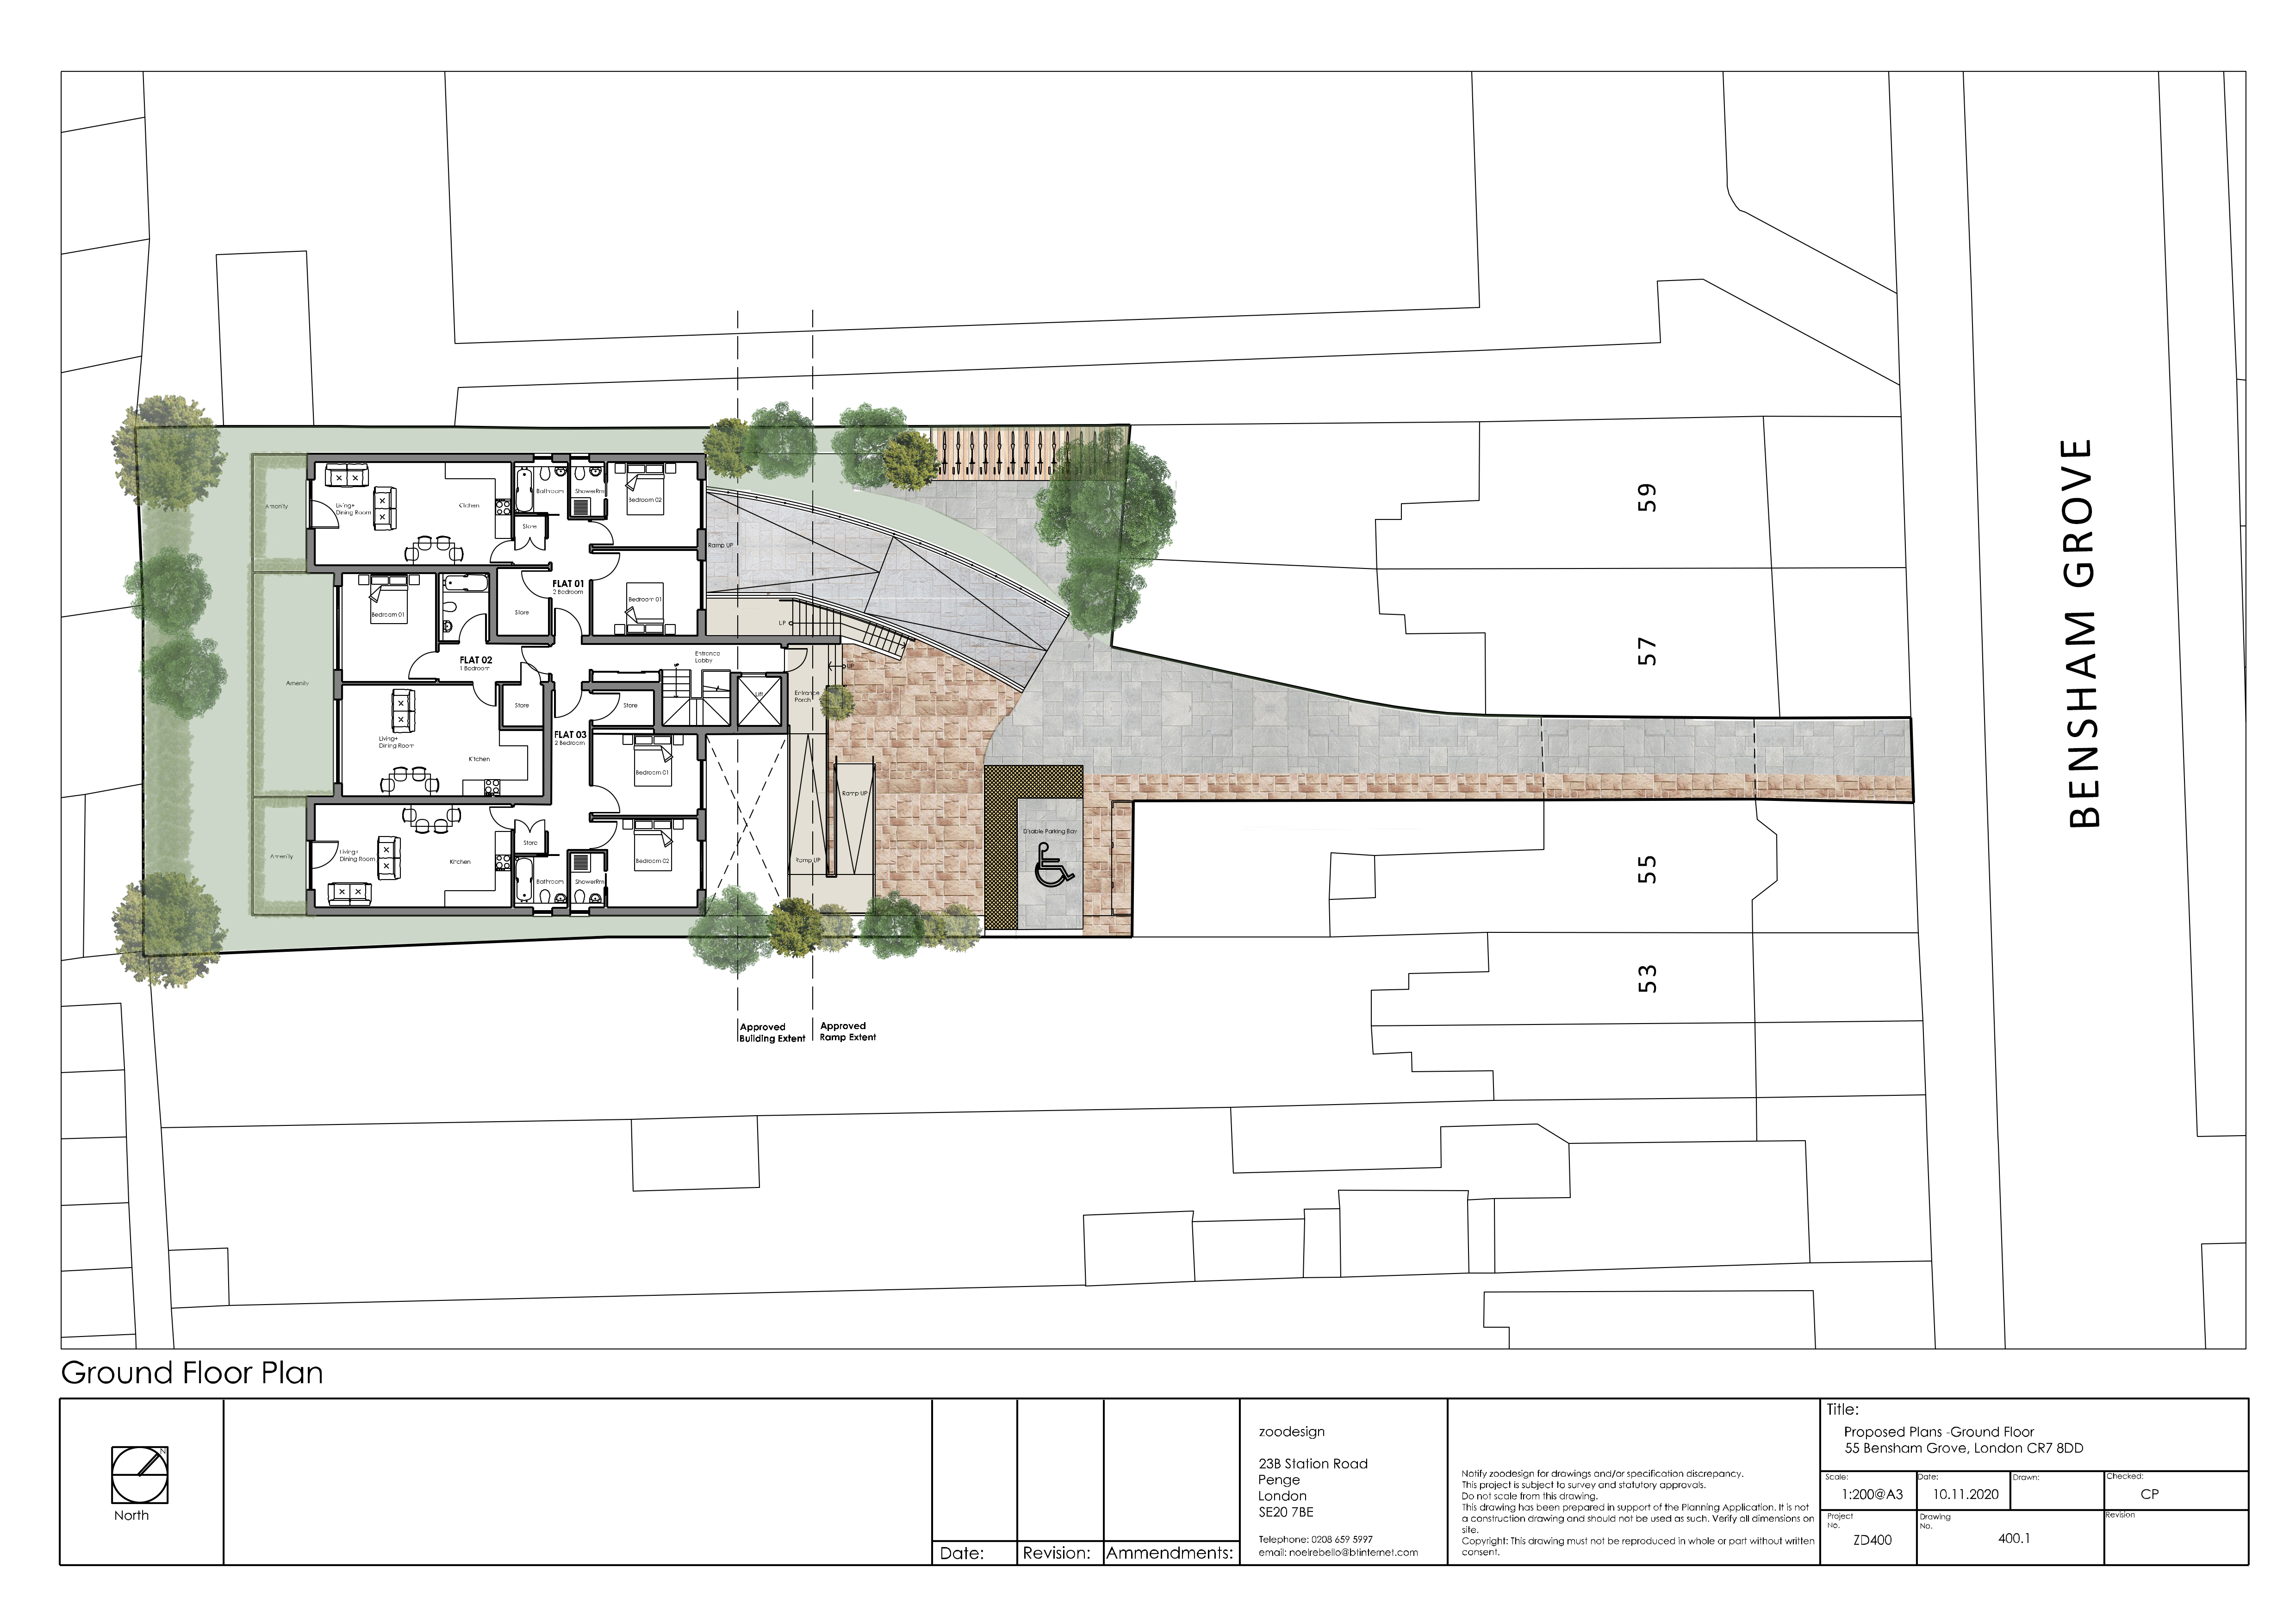 Amenity
Living+
Dining Room
Kitchen
Bathroom
ShowerRm
Bedroom 02
Store
Ramp UP
FLAT 01
2 Bedroom
Bedroom 01
Store
Bedroom 01
UP
FLAT 02
1 Bedroom
Entrance
Lobby
UP
Amenity
Lift
Entrance
Porch
Store
Store
FLAT 03
2 Bedroom
Living+
Dining Room
Kitchen
Bedroom 01
Ramp UP
Disable Parking Bay
Store
Amenity
Living+
Dining Room
Kitchen
Bedroom 02
Ramp UP
Bathroom
ShowerRm
59
57
55
53
BENSHAM GROVE
Approved
Building Extent
Approved
Ramp Extent
Ground Floor Plan
N
North
Date:
Revision:
Ammendments:
zoodesign
23B Station Road
Penge
London
SE20 7BE
Telephone: 0208 659 5997
email: noelrebello@btinternet.com
Notify zoodesign for drawings and/or specification discrepancy.
This project is subject to survey and statutory approvals.
Do not scale from this drawing.
This drawing has been prepared in support of the Planning Application. It is not
a construction drawing and should not be used as such. Verify all dimensions on
site.
Copyright: This drawing must not be reproduced in whole or part without written
consent.
Title:
Proposed Plans -Ground Floor
55 Bensham Grove, London CR7 8DD
Scale:
1:200@A3
Date:
10.11.2020
Drawn:
Checked:
CP
Project
No.
ZD400
Drawing
No.
400.1
Revision